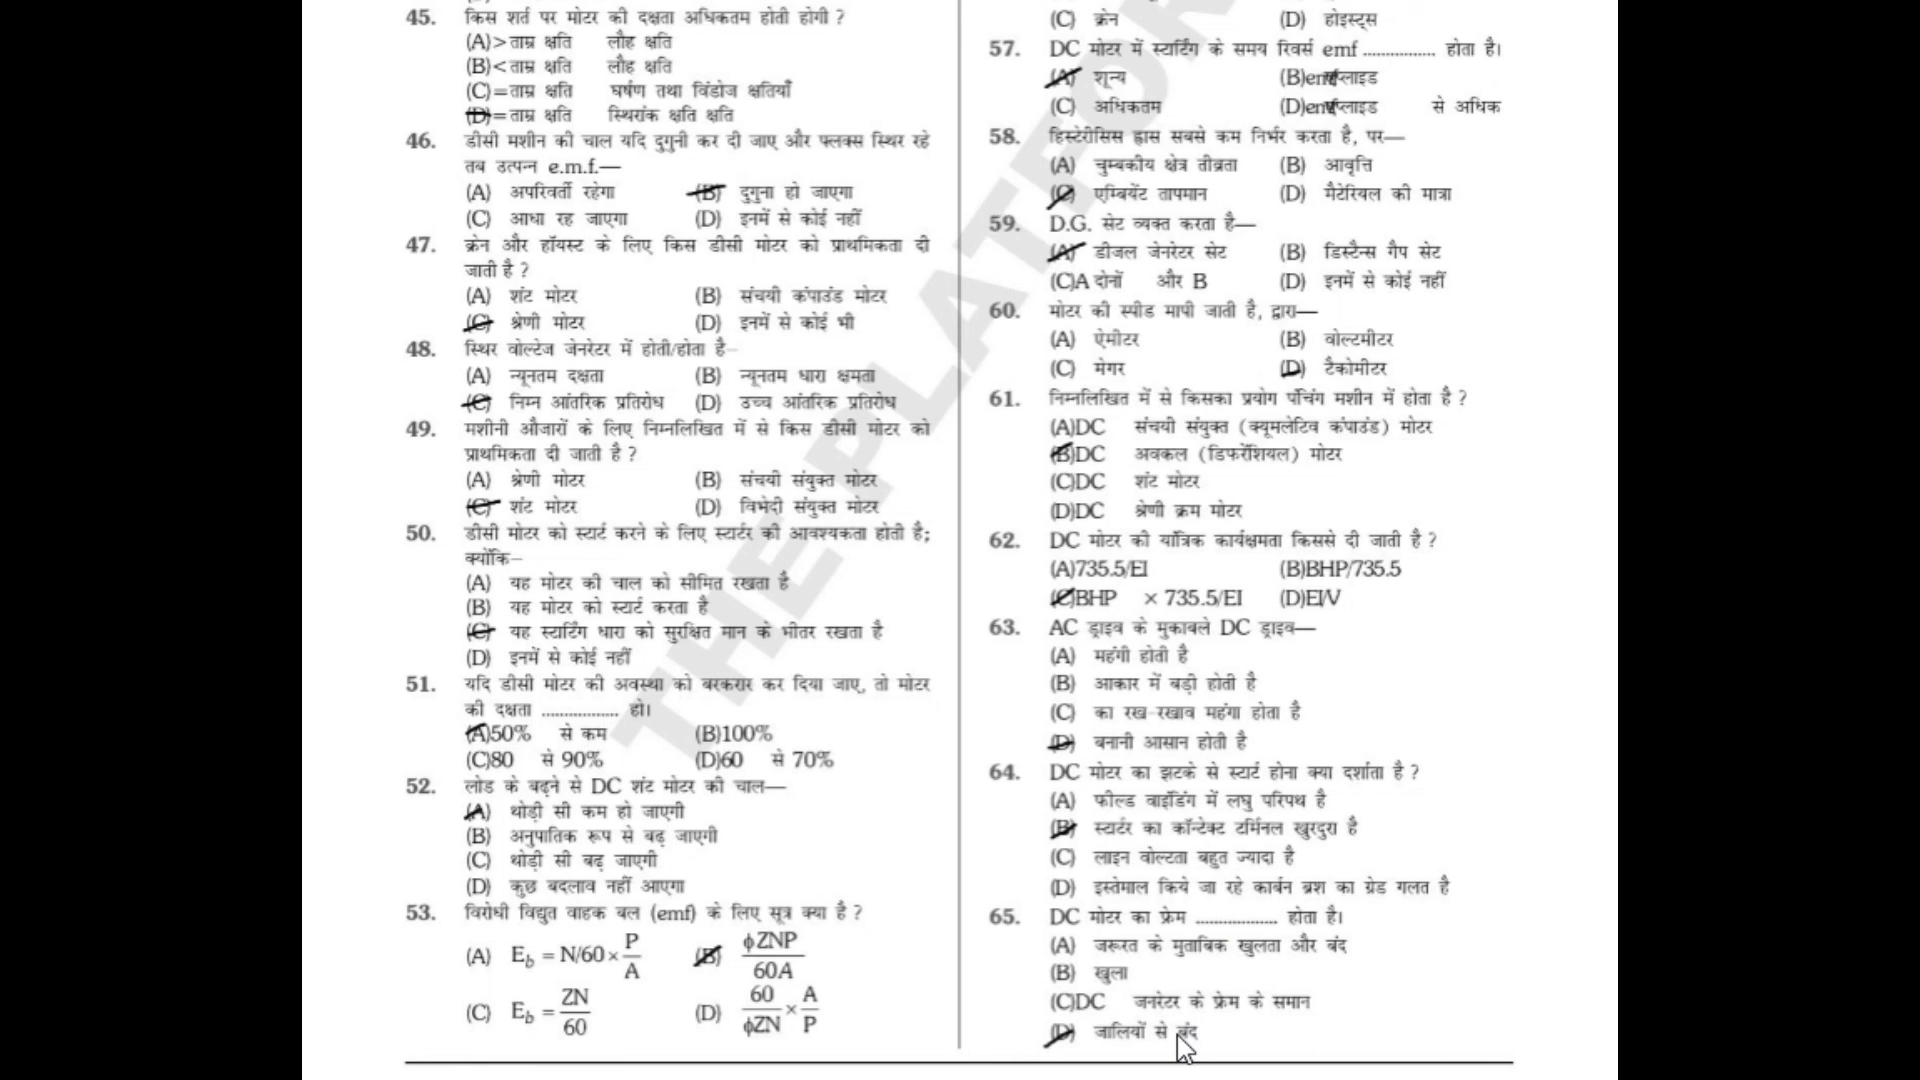 45. किस शर्त पर मोटर की दक्षता अधिकतम होती होगी ?
(A)>ताम्र क्षति लौह क्षति
(B)<ताम्र क्षति लौह क्षति
(C)=ताम्र क्षति घर्षण तथा विंडोज क्षतियाँ
(D)=ताम्र क्षति स्थिरांक क्षति क्षति
46. डीसी मशीन की चाल यदि दुगुनी कर दी जाए और फ्लक्स स्थिर रहे
तब उत्पन्न e.m.f.—
(A) अपरिवर्ती रहेगा (B) दुगुना हो जाएगा
(C) आधा रह जाएगा (D) इनमें से कोई नहीं
47. क्रेन और हॉयस्ट के लिए किस डीसी मोटर को प्राथमिकता दी
जाती है ?
(A) शंट मोटर (B) संचयी कंपाउंड मोटर
(C) श्रेणी मोटर (D) इनमें से कोई भी
48. स्थिर वोल्टेज जेनरेटर में होती/होता है–
(A) न्यूनतम दक्षता (B) न्यूनतम धारा क्षमता
(C) निम्न आंतरिक प्रतिरोध (D) उच्च आंतरिक प्रतिरोध
49. मशीनी औजारों के लिए निम्नलिखित में से किस डीसी मोटर को
प्राथमिकता दी जाती है ?
(A) श्रेणी मोटर (B) संचयी संयुक्त मोटर
(C) शंट मोटर (D) विभेदी संयुक्त मोटर
50. डीसी मोटर को स्टार्ट करने के लिए स्टार्टर की आवश्यकता होती है;
क्योंकि–
(A) यह मोटर की चाल को सीमित रखता है
(B) यह मोटर को स्टार्ट करता है
(C) यह स्टार्टिंग धारा को सुरक्षित मान के भीतर रखता है
(D) इनमें से कोई नहीं
51. यदि डीसी मोटर की अवस्था को बरकरार कर दिया जाए, तो मोटर
की दक्षता .................. हो।
(A)50% से कम (B)100%
(C)80 से 90% (D)60 से 70%
52. लोड के बढ़ने से DC शंट मोटर की चाल—
(A) थोड़ी सी कम हो जाएगी
(B) अनुपातिक रूप से बढ़ जाएगी
(C) थोड़ी सी बढ़ जाएगी
(D) कुछ बदलाव नहीं आएगा
53. विरोधी विद्युत वाहक बल (emf) के लिए सूत्र क्या है ?
(A) E_b = N/60 × P/A (B) ϕZNP/60A
(C) E_b = ZN/60 (D) 60/ϕZN × A/P
(C) क्रेन (D) होइस्ट्स
57. DC मोटर में स्टार्टिंग के समय रिवर्स emf ................. होता है।
(A) शून्य (B)emf
(C) अधिकतम (D)emf से अधिक
58. हिस्टेरीसिस ह्रास सबसे कम निर्भर करता है, पर—
(A) चुम्बकीय क्षेत्र तीव्रता (B) आवृत्ति
(C) एम्बियेंट तापमान (D) मैटेरियल की मात्रा
59. D.G. सेट व्यक्त करता है—
(A) डीजल जेनरेटर सेट (B) डिस्टैन्स गैप सेट
(C)A दोनों और B (D) इनमें से कोई नहीं
60. मोटर की स्पीड मापी जाती है, द्वारा—
(A) ऐमीटर (B) वोल्टमीटर
(C) मेगर (D) टैकोमीटर
61. निम्नलिखित में से किसका प्रयोग पंचिंग मशीन में होता है ?
(A)DC संचयी संयुक्त (क्यूमलेटिव कंपाउंड) मोटर
(B)DC अवकल (डिफरेंशियल) मोटर
(C)DC शंट मोटर
(D)DC श्रेणी क्रम मोटर
62. DC मोटर की यांत्रिक कार्यक्षमता किससे दी जाती है ?
(A)735.5/EI (B)BHP/735.5
(C)BHP × 735.5/EI (D)EI/V
63. AC ड्राइव के मुकाबले DC ड्राइव—
(A) महंगी होती है
(B) आकार में बड़ी होती है
(C) का रख-रखाव महंगा होता है
(D) बनानी आसान होती है
64. DC मोटर का झटके से स्टार्ट होना क्या दर्शाता है ?
(A) फील्ड वाइंडिंग में लघु परिपथ है
(B) स्टार्टर का कॉन्टेक्ट टर्मिनल खुरदुरा है
(C) लाइन वोल्टता बहुत ज्यादा है
(D) इस्तेमाल किये जा रहे कार्बन ब्रश का ग्रेड गलत है
65. DC मोटर का फ्रेम ................... होता है।
(A) जरूरत के मुताबिक खुलता और बंद
(B) खुला
(C)DC जनरेटर के फ्रेम के समान
(D) जालियों से बंद
THE PLATFOR